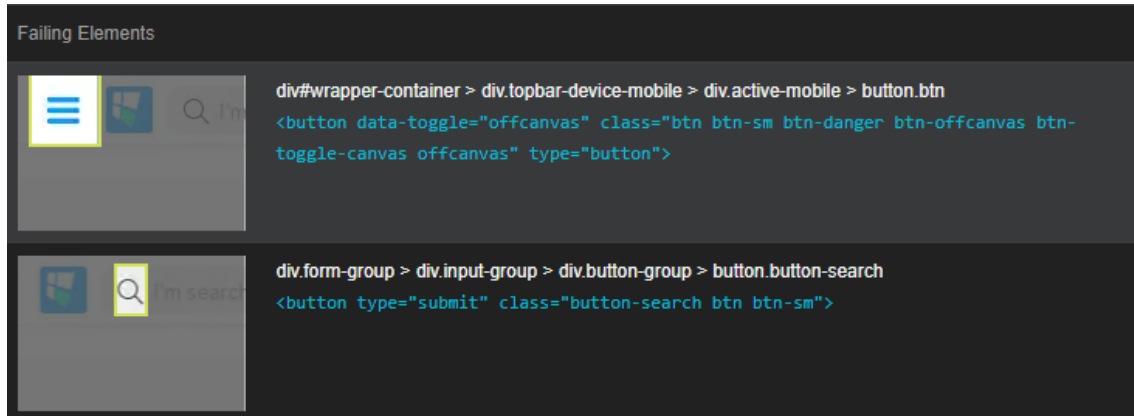 Failing Elements
I'm
div#wrapper-container > div.topbar-device-mobile > div.active-mobile > button.btn
<button data-toggle="offcanvas" class="btn btn-sm btn-danger btn-offcanvas btn-
toggle-canvas offcanvas" type="button">
I'm search
div.form-group > div.input-group > div.button-group > button.button-search
<button type="submit" class="button-search btn btn-sm">